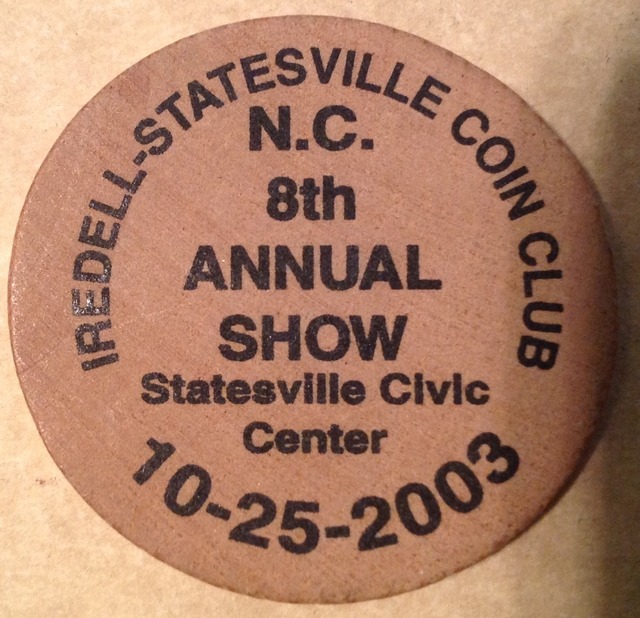 IREDELL-STATESVILLE COIN CLUB
N.C.
8th
ANNUAL
SHOW
Statesville Civic
Center
10-25-2003